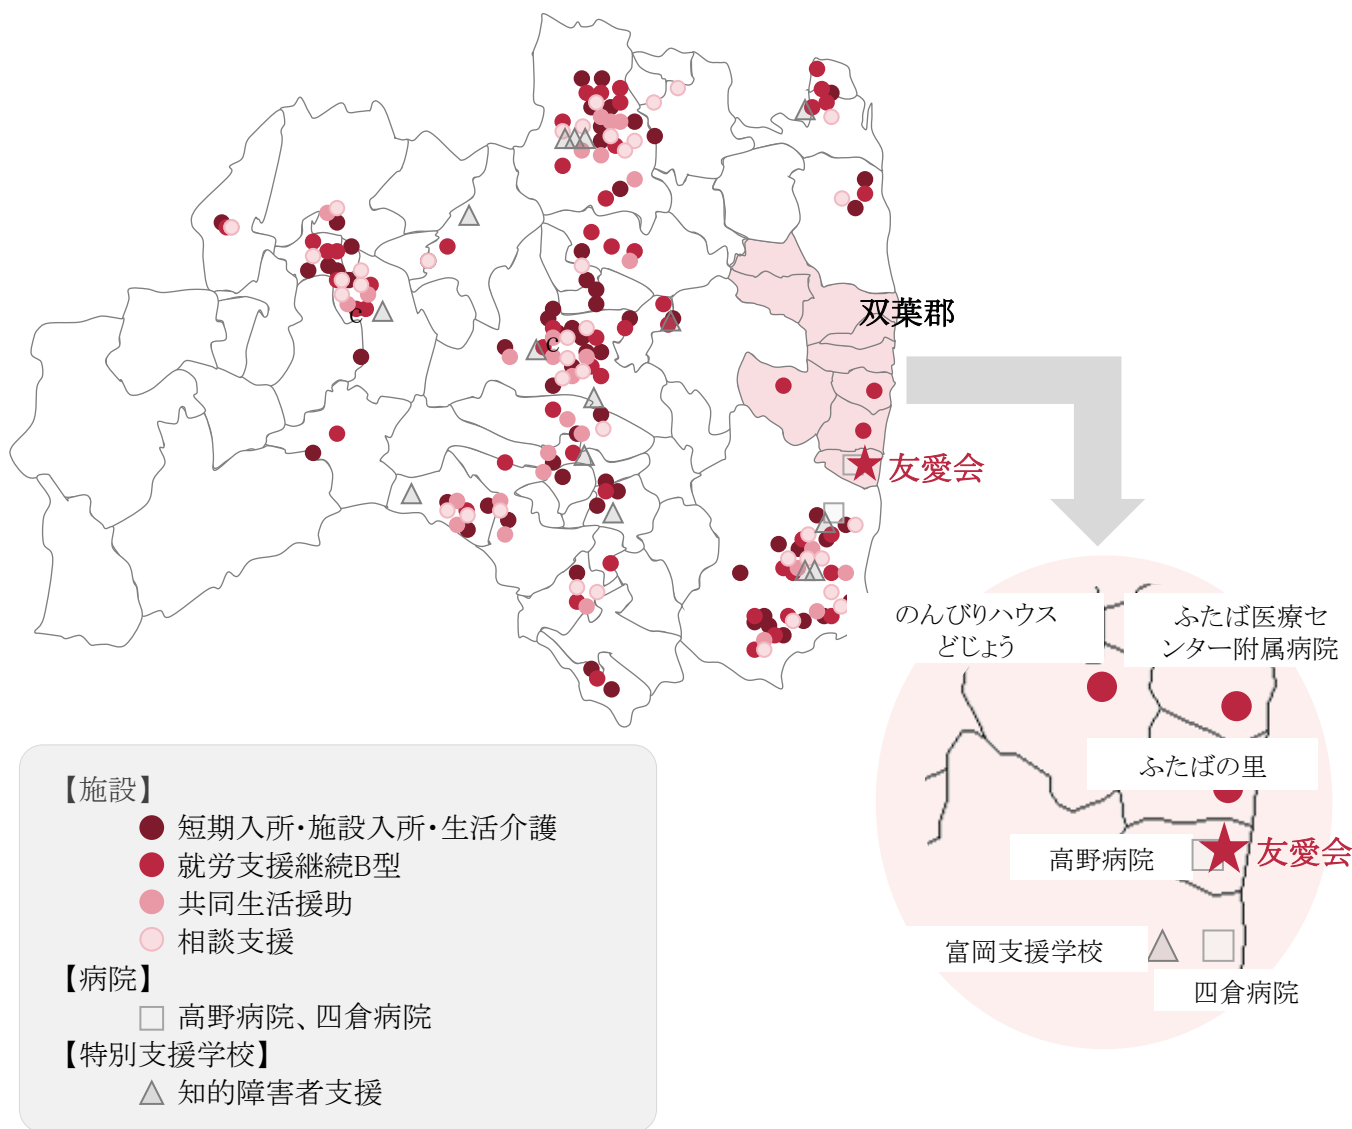 双葉郡
c
c
友愛会
のんびりハウス
どじょう
ふたば医療セ
ンター附属病院
ふたばの里
高野病院
友愛会
富岡支援学校
四倉病院
【施設】
短期入所・施設入所・生活介護
就労支援継続B型
共同生活援助
相談支援
【病院】
高野病院、四倉病院
【特別支援学校】
知的障害者支援